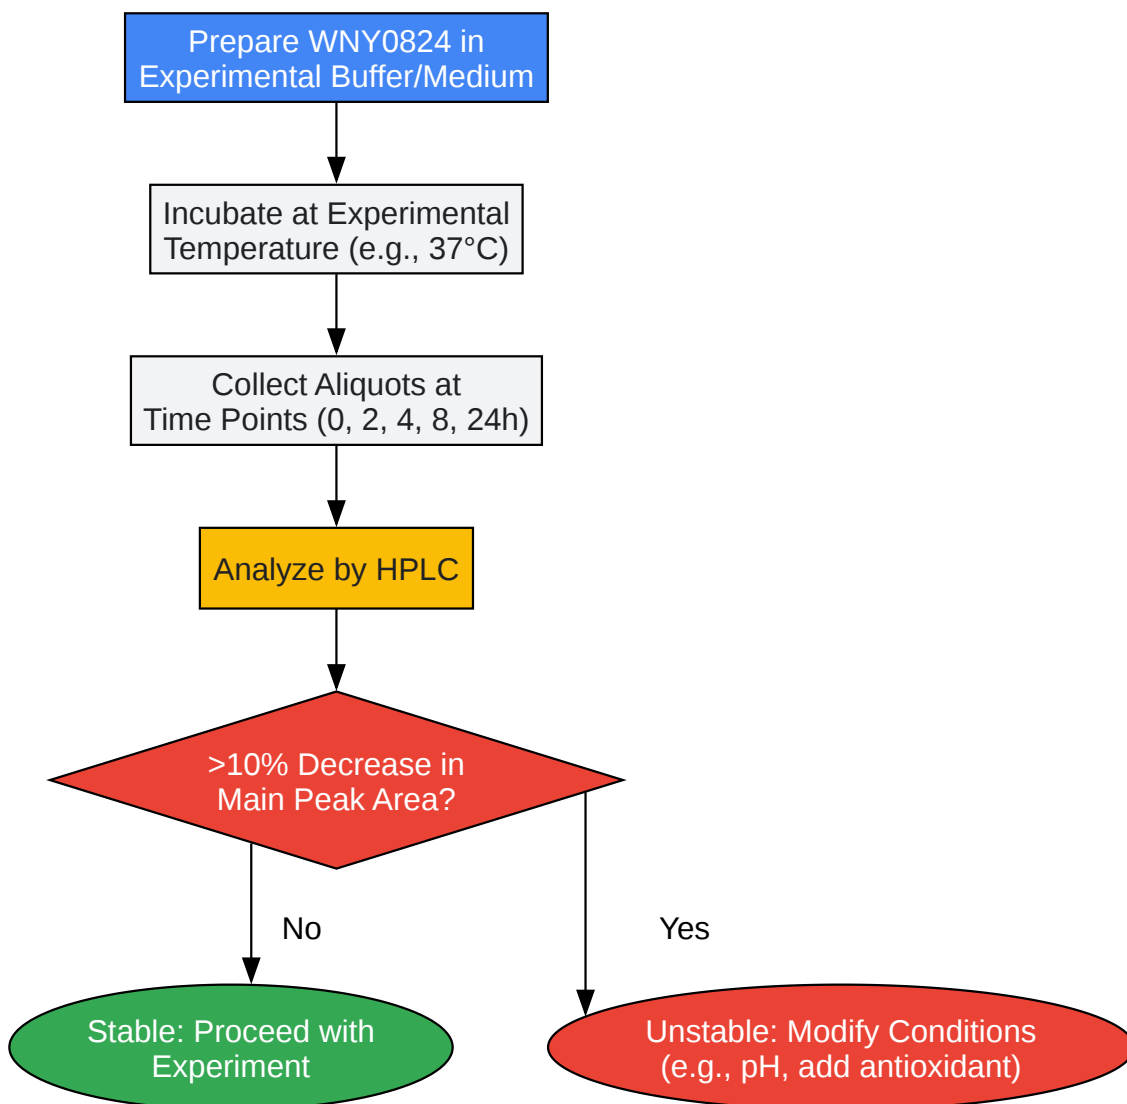 Prepare WNY0824 in
Experimental Buffer/Medium
Incubate at Experimental
Temperature (e.g., 37°C)
Collect Aliquots at
Time Points (0, 2, 4, 8, 24h)
Analyze by HPLC
>10% Decrease in
Main Peak Area?
No
Yes
Stable: Proceed with
Experiment
Unstable: Modify Conditions
(e.g., pH, add antioxidant)